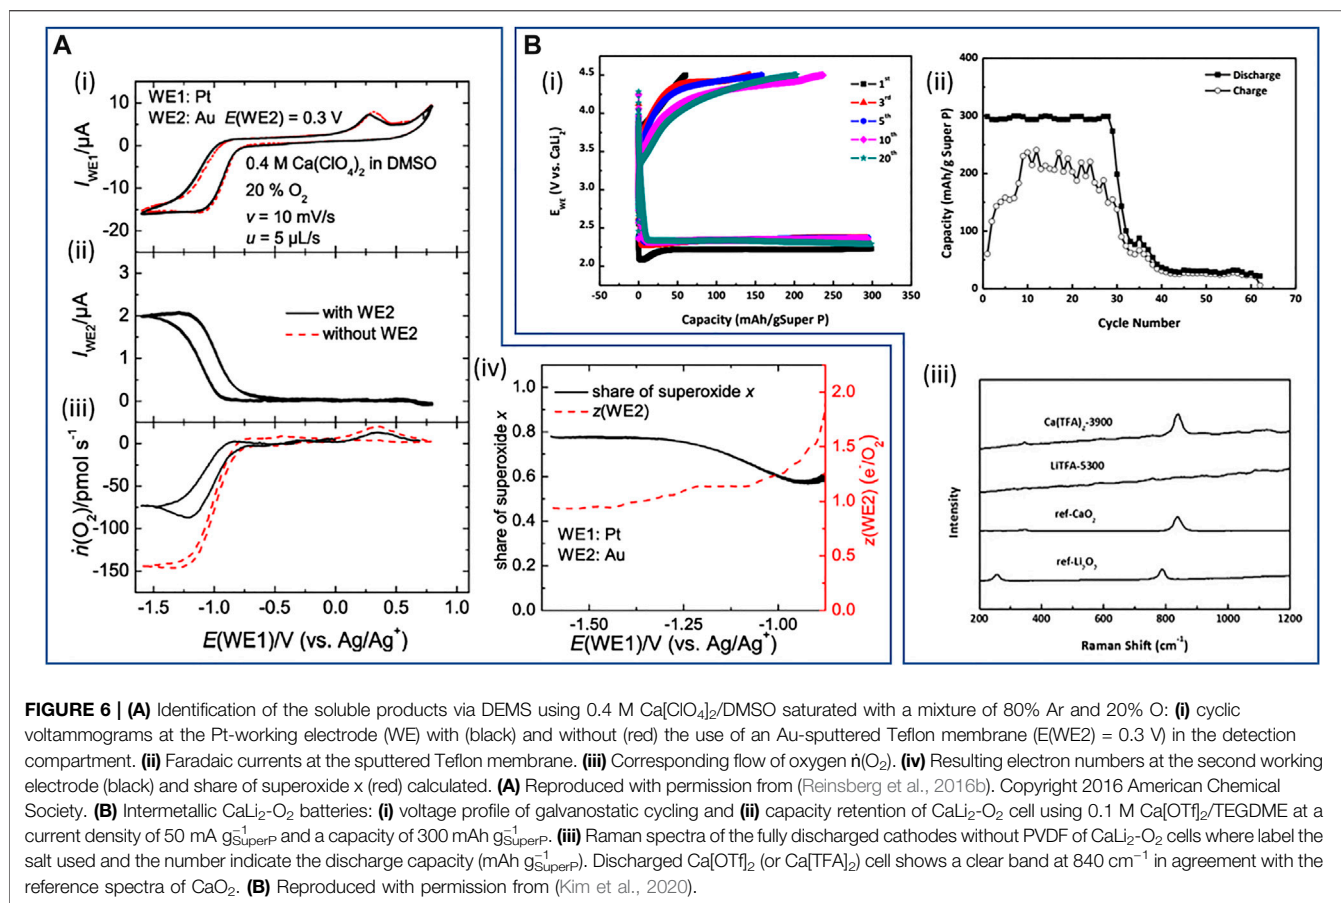 A
(i)
WE1: Pt
WE2: Au E(WE2) = 0.3 V
0.4 M Ca(ClO₄)₂ in DMSO
20 % O₂
v = 10 mV/s
u = 5 µL/s
I_WE1/µA
10
0
-10
-20
(ii)
I_WE2/µA
3
2
1
0
with WE2
without WE2
(iii)
ṅ(O₂)/pmol s⁻¹
0
-50
-100
-150
-1.5 -1.0 -0.5 0.0 0.5 1.0
E(WE1)/V (vs. Ag/Ag⁺)
(iv)
share of superoxide x
z(WE2)
WE1: Pt
WE2: Au
share of superoxide x
1.0
0.8
0.6
0.4
0.2
0.0
z(WE2) (e⁻/O₂)
2.0
1.5
1.0
0.5
0.0
-1.50 -1.25 -1.00
E(WE1)/V (vs. Ag/Ag⁺)
B
(i)
E_WE (V vs. CaLi₂)
4.5
4.0
3.5
3.0
2.5
2.0
1ˢᵗ
3ʳᵈ
5ᵗʰ
10ᵗʰ
20ᵗʰ
-50 0 50 100 150 200 250 300 350
Capacity (mAh/gSuper P)
(ii)
Capacity (mAh/g Super P)
400
300
200
100
0
Discharge
Charge
0 10 20 30 40 50 60 70
Cycle Number
(iii)
Intensity
Ca(TFA)₂-3900
LiTFA-5300
ref-CaO₂
ref-Li₂O₂
200 400 600 800 1000 1200
Raman Shift (cm⁻¹)
FIGURE 6 | (A) Identification of the soluble products via DEMS using 0.4 M Ca[ClO₄]₂/DMSO saturated with a mixture of 80% Ar and 20% O: (i) cyclic
voltammograms at the Pt-working electrode (WE) with (black) and without (red) the use of an Au-sputtered Teflon membrane (E(WE2) = 0.3 V) in the detection
compartment. (ii) Faradaic currents at the sputtered Teflon membrane. (iii) Corresponding flow of oxygen ṅ(O₂). (iv) Resulting electron numbers at the second working
electrode (black) and share of superoxide x (red) calculated. (A) Reproduced with permission from (Reinsberg et al., 2016b). Copyright 2016 American Chemical
Society. (B) Intermetallic CaLi₂-O₂ batteries: (i) voltage profile of galvanostatic cycling and (ii) capacity retention of CaLi₂-O₂ cell using 0.1 M Ca[OTf]₂/TEGDME at a
current density of 50 mA g⁻¹SuperP and a capacity of 300 mAh g⁻¹SuperP. (iii) Raman spectra of the fully discharged cathodes without PVDF of CaLi₂-O₂ cells where label the
salt used and the number indicate the discharge capacity (mAh g⁻¹SuperP). Discharged Ca[OTf]₂ (or Ca[TFA]₂) cell shows a clear band at 840 cm⁻¹ in agreement with the
reference spectra of CaO₂. (B) Reproduced with permission from (Kim et al., 2020).